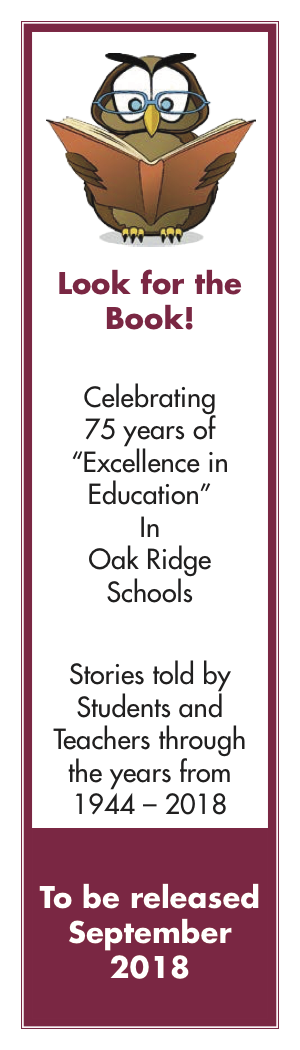 Look for the
Book!
Celebrating
75 years of
“Excellence in
Education”
In
Oak Ridge
Schools
Stories told by
Students and
Teachers through
the years from
1944 – 2018
To be released
September
2018